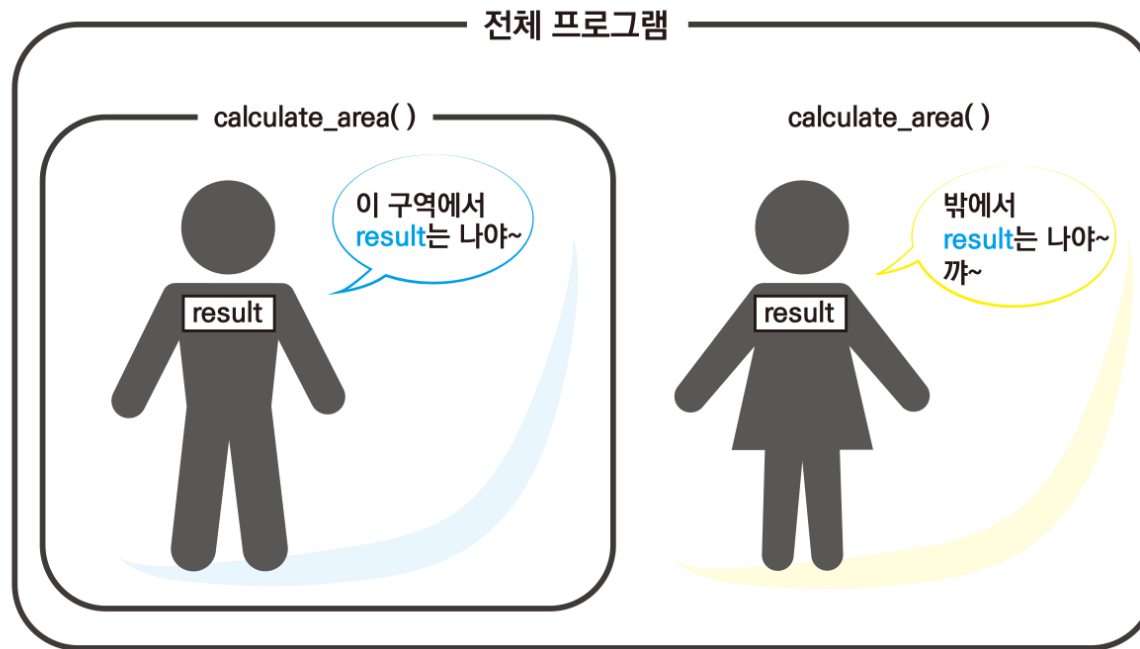 전체 프로그램
calculate_area( )
이 구역에서
result는 나야~
result
calculate_area( )
밖에서
result는 나야~
꺄~
result